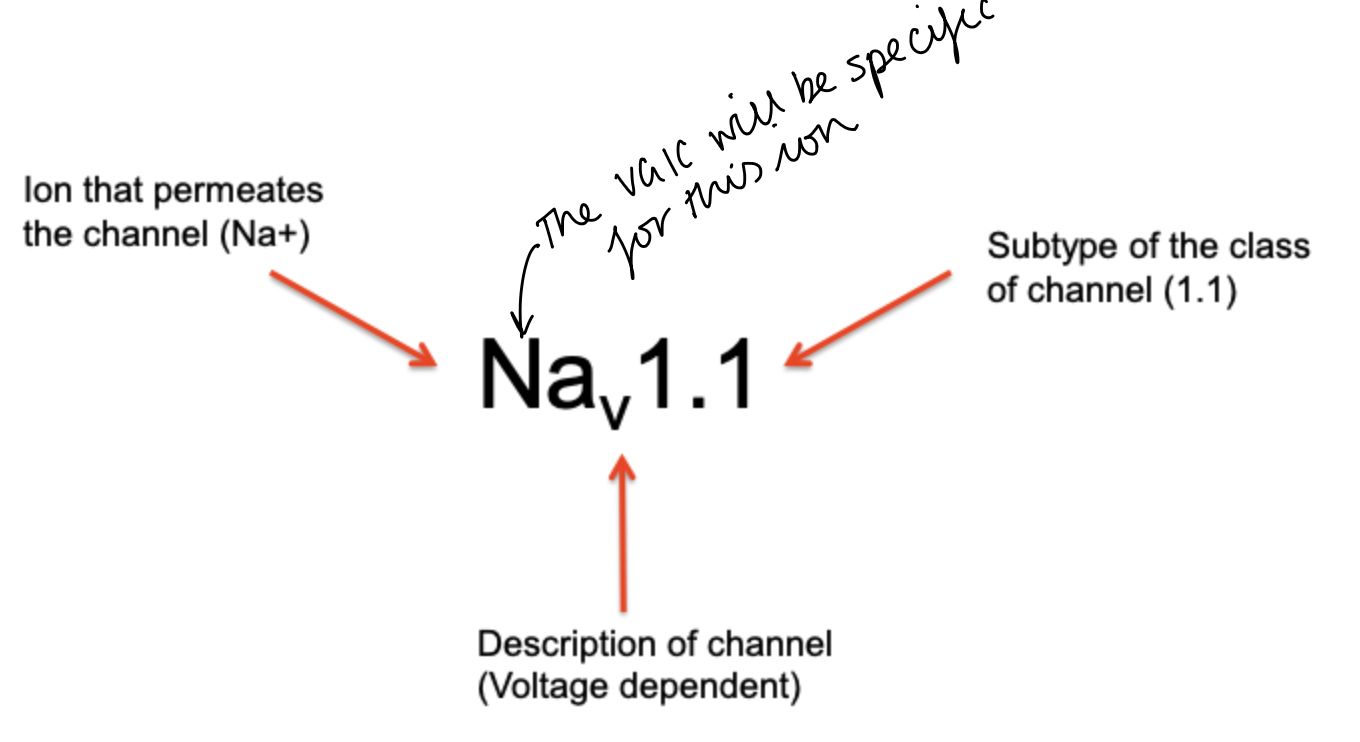 The VGIC will be specific
for this ion
Ion that permeates
the channel (Na+)
Subtype of the class
of channel (1.1)
Nav1.1
Description of channel
(Voltage dependent)